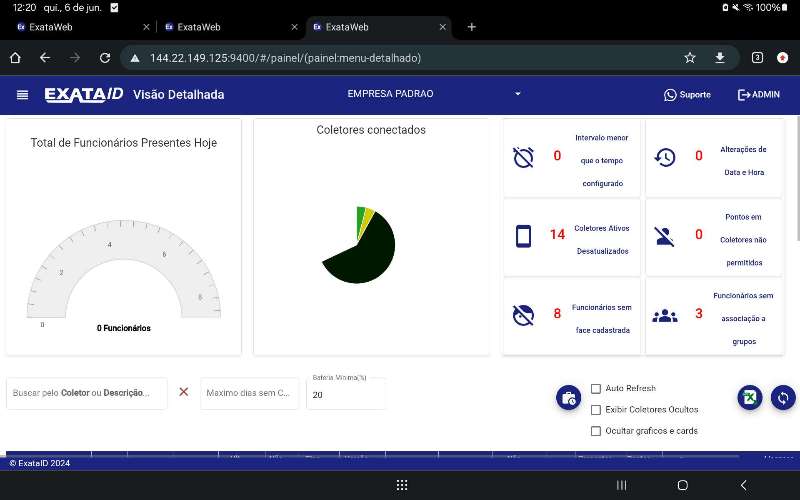 12:20 qui., 6 de jun.
100%
ExataWeb
ExataWeb
ExataWeb
144.22.149.125:9400/#/painel/(painel:menu-detalhado)
3
EXATAID Visão Detalhada
EMPRESA PADRAO
Suporte
ADMIN
Total de Funcionários Presentes Hoje
0
2
4
6
8
0 Funcionários
Coletores conectados
0
Intervalo menor
que o tempo
configurado
0
Alterações de
Data e Hora
14
Coletores Ativos
Desatualizados
0
Pontos em
Coletores não
permitidos
8
Funcionários sem
face cadastrada
3
Funcionários sem
associação a
grupos
Buscar pelo Coletor ou Descrição...
Maximo dias sem C...
Bateria Mínima(%)
20
Auto Refresh
Exibir Coletores Ocultos
Ocultar graficos e cards
© ExataID 2024